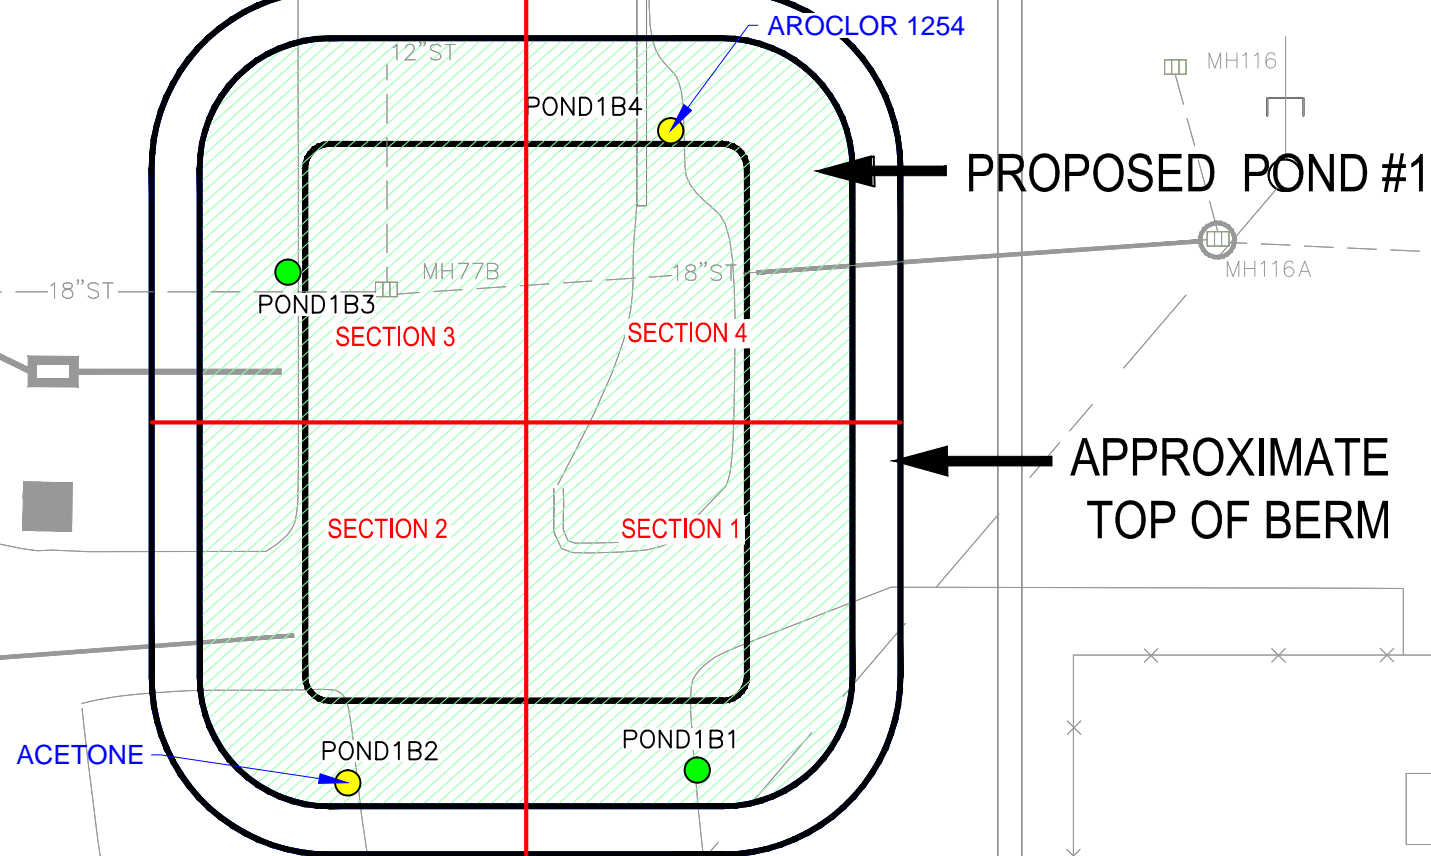 AROCLOR 1254
12"ST
MH116
POND1B4
PROPOSED POND #1
MH77B
18"ST
MH116A
18"ST
POND1B3
SECTION 3
SECTION 4
APPROXIMATE
TOP OF BERM
SECTION 2
SECTION 1
POND1B1
POND1B2
ACETONE